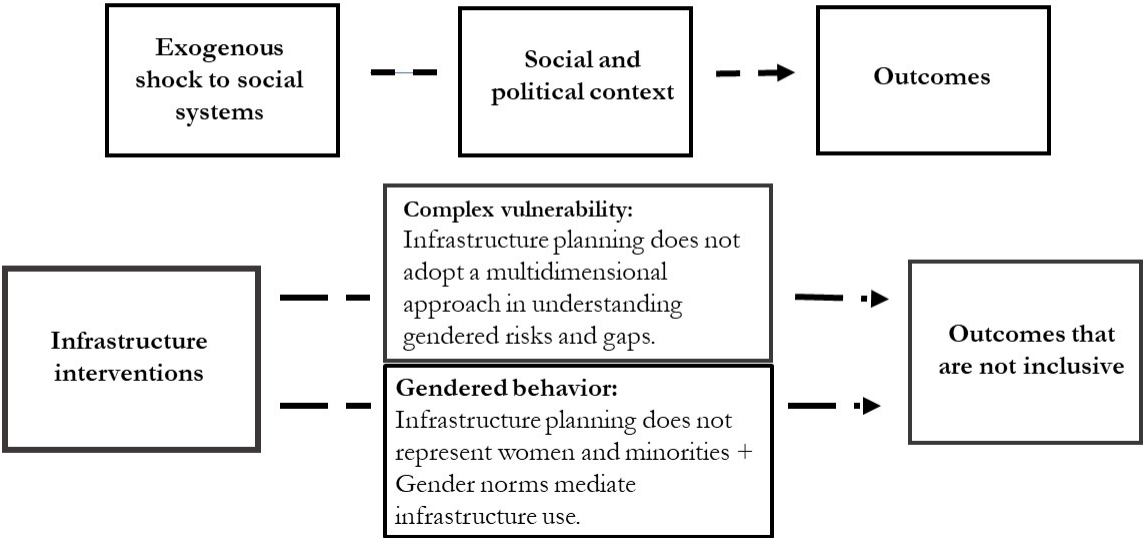 Exogenous
shock to social
systems
Social and
political context
Outcomes
Infrastructure
interventions
Complex vulnerability:
Infrastructure planning does not
adopt a multidimensional
approach in understanding
gendered risks and gaps.
Gendered behavior:
Infrastructure planning does not
represent women and minorities +
Gender norms mediate
infrastructure use.
Outcomes that
are not inclusive